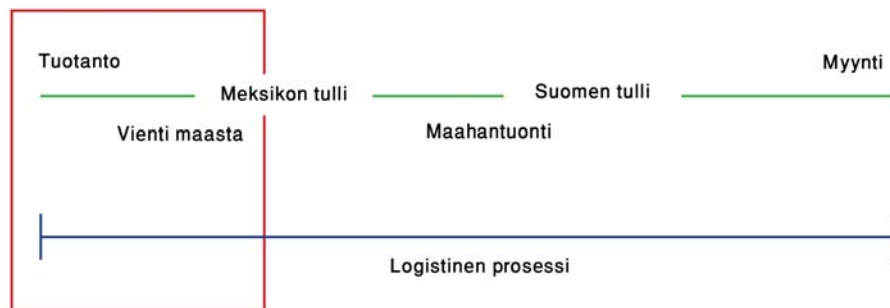 Tuotanto
Myynti
Meksikon tulli
Suomen tulli
Vienti maasta
Maahantuonti
Logistinen prosessi